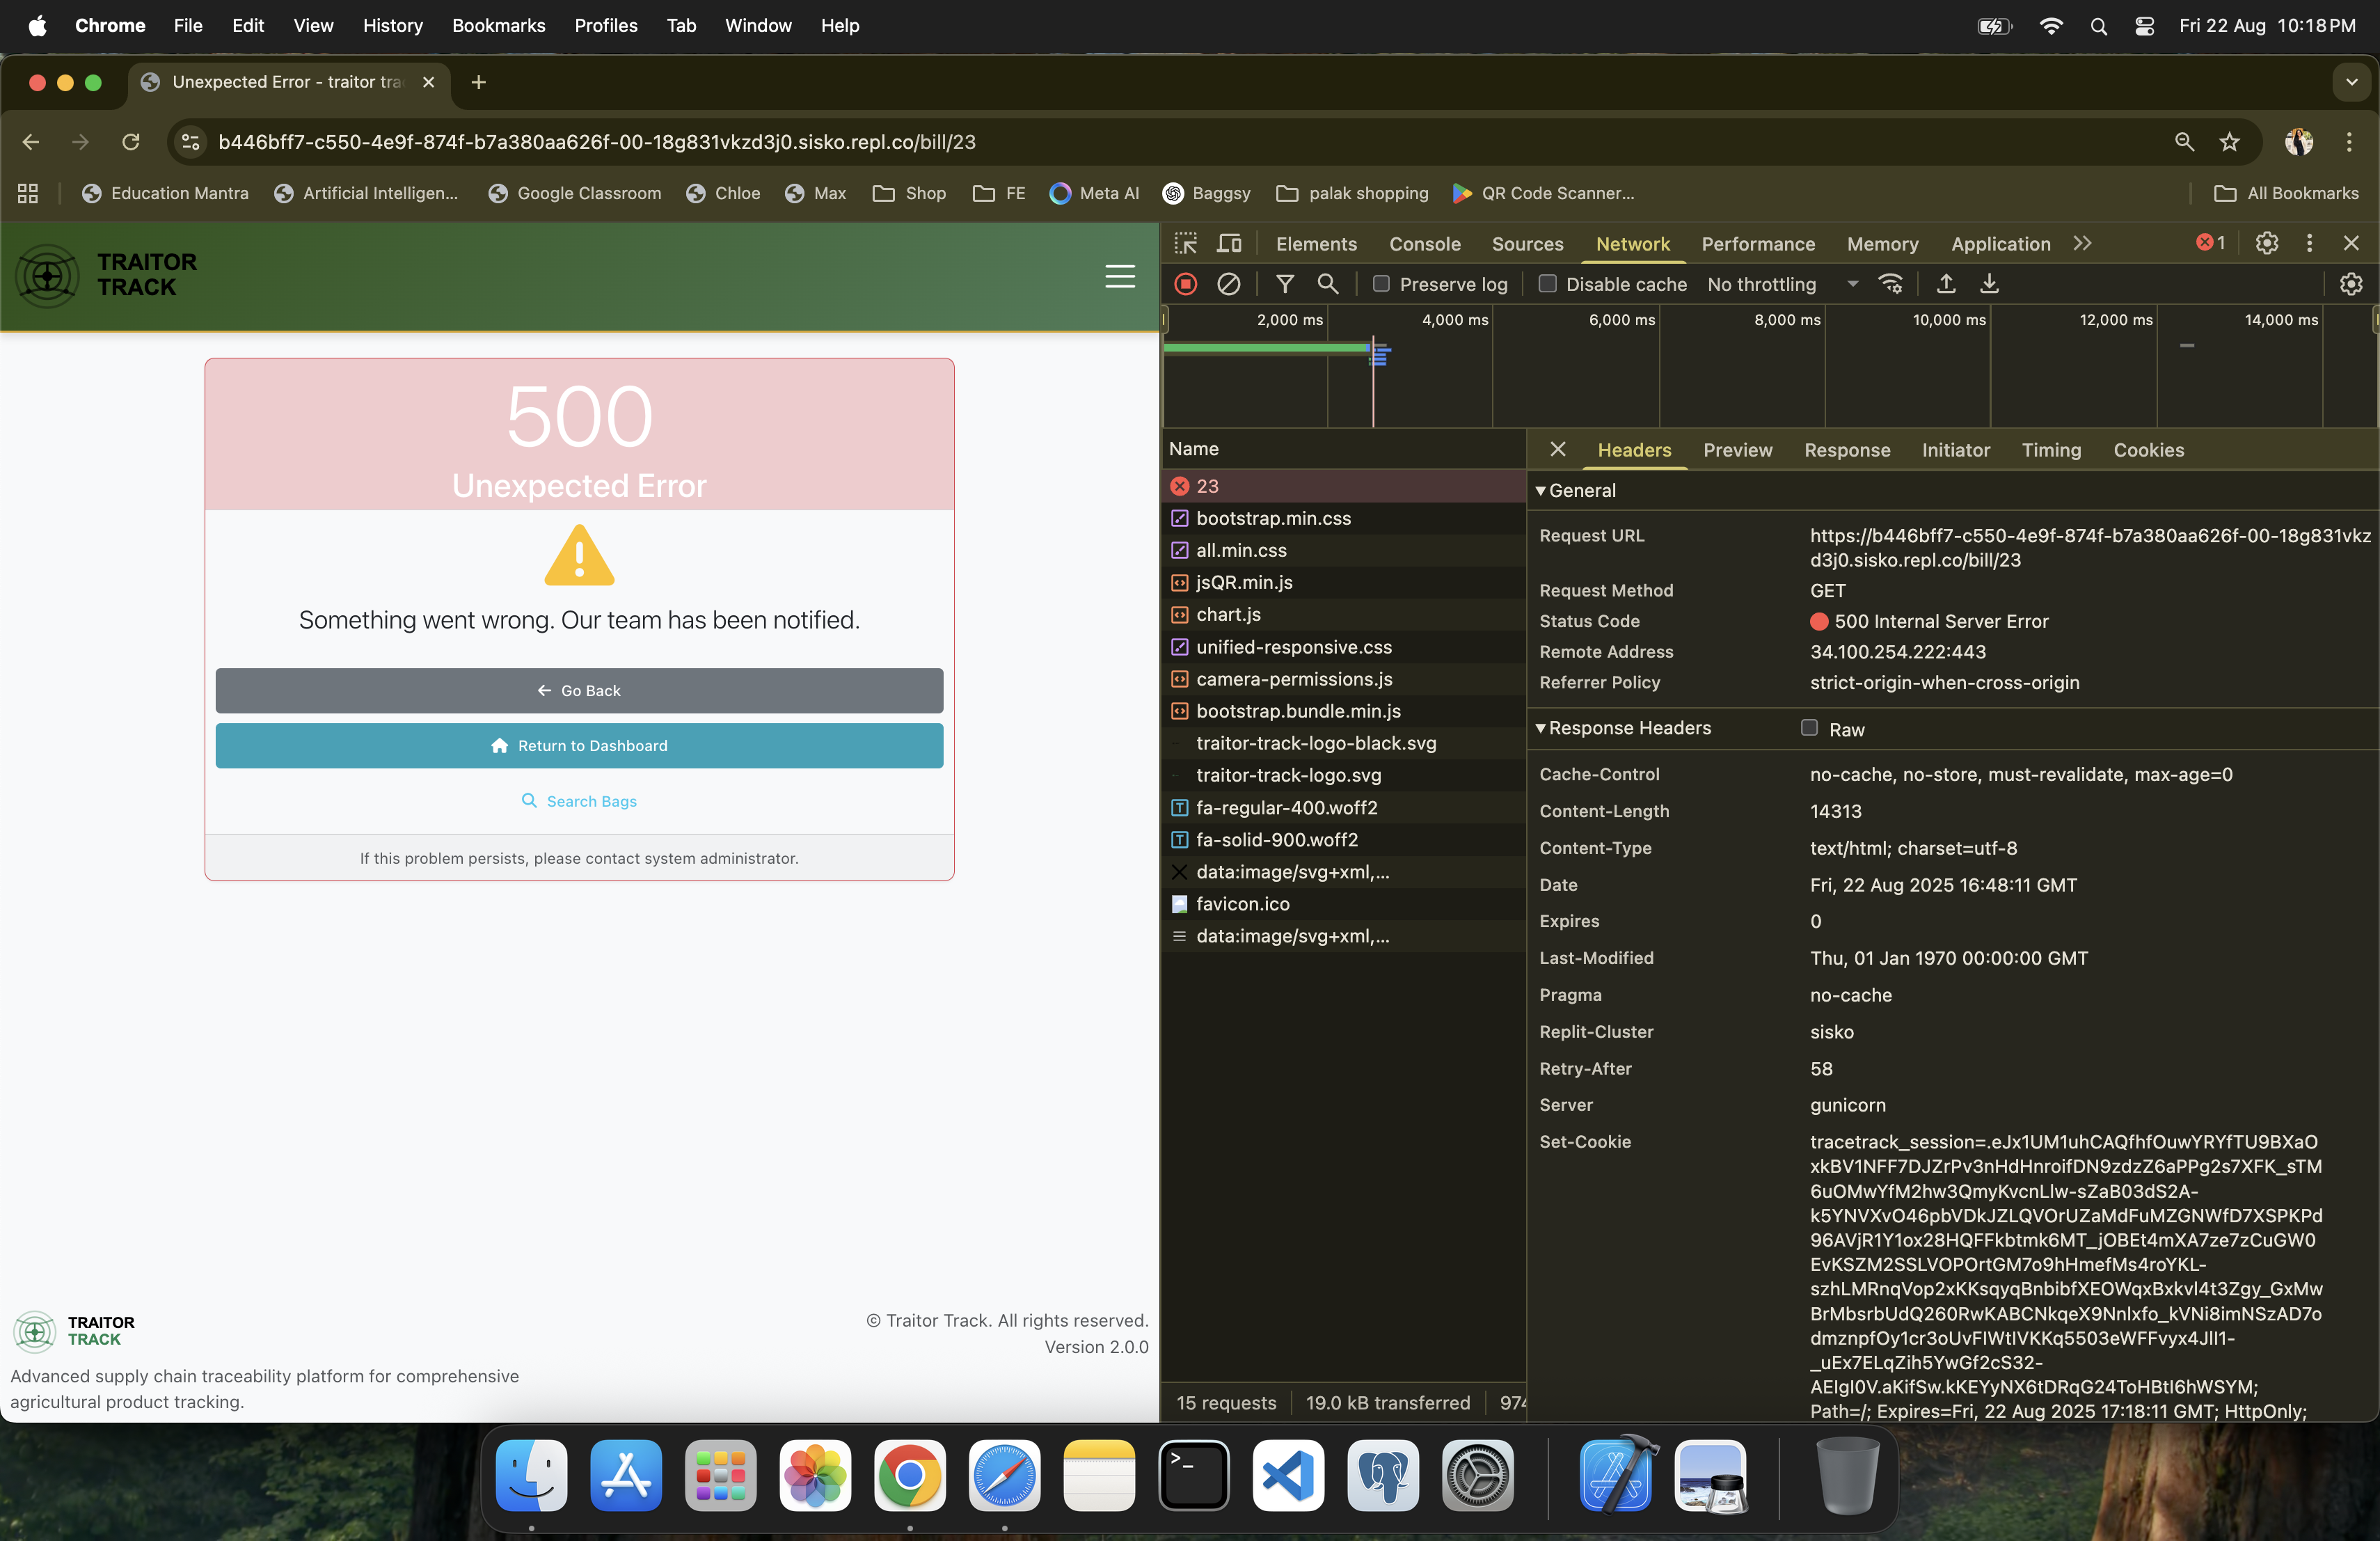 Chrome File Edit View History Bookmarks Profiles Tab Window Help Fri 22 Aug 10:18 PM
Unexpected Error - traitor tra
b446bff7-c550-4e9f-874f-b7a380aa626f-00-18g831vkzd3j0.sisko.repl.co/bill/23
Education Mantra Artificial Intelligen... Google Classroom Chloe Max Shop FE Meta AI Baggsy palak shopping QR Code Scanner... All Bookmarks
TRAITOR
TRACK
500
Unexpected Error
Something went wrong. Our team has been notified.
Go Back
Return to Dashboard
Search Bags
If this problem persists, please contact system administrator.
TRAITOR
TRACK
Advanced supply chain traceability platform for comprehensive
agricultural product tracking.
© Traitor Track. All rights reserved.
Version 2.0.0
Elements Console Sources Network Performance Memory Application 1
Preserve log Disable cache No throttling
2,000 ms 4,000 ms 6,000 ms 8,000 ms 10,000 ms 12,000 ms 14,000 ms
Name
23
bootstrap.min.css
all.min.css
jsQR.min.js
chart.js
unified-responsive.css
camera-permissions.js
bootstrap.bundle.min.js
traitor-track-logo-black.svg
traitor-track-logo.svg
fa-regular-400.woff2
fa-solid-900.woff2
data:image/svg+xml,...
favicon.ico
data:image/svg+xml,...
15 requests 19.0 kB transferred 974
Headers Preview Response Initiator Timing Cookies
General
Request URL https://b446bff7-c550-4e9f-874f-b7a380aa626f-00-18g831vkz
d3j0.sisko.repl.co/bill/23
Request Method GET
Status Code 500 Internal Server Error
Remote Address 34.100.254.222:443
Referrer Policy strict-origin-when-cross-origin
Response Headers Raw
Cache-Control no-cache, no-store, must-revalidate, max-age=0
Content-Length 14313
Content-Type text/html; charset=utf-8
Date Fri, 22 Aug 2025 16:48:11 GMT
Expires 0
Last-Modified Thu, 01 Jan 1970 00:00:00 GMT
Pragma no-cache
Replit-Cluster sisko
Retry-After 58
Server gunicorn
Set-Cookie tracetrack_session=.eJx1UM1uhCAQfhfOuwYRYfTU9BXaO
xkBV1NFF7DJZrPv3nHdHnroifDN9zdzZ6aPPg2s7XFK_sTM
6uOMwYfM2hw3QmyKvcnLlw-sZaB03dS2A-
k5YNVXvO46pbVDkJZLQVOrUZaMdFuMZGNWfD7XSPKPd
96AVjR1Y1ox28HQFFkbtmk6MT_jOBEt4mXA7ze7zCuGW0
EvKSZM2SSLVOPOrtGM7o9hHmefMs4roYKL-
szhLMRnqVop2xKKsqyqBnbibfXEOWqxBxkvl4t3Zgy_GxMw
BrMbsrbUdQ260RwKABCNkqeX9Nnlxfo_kVNi8imNSzAD7o
dmznpfOy1cr3oUvFIWtIVKKq5503eWFFvyx4JlI1-
_uEx7ELqZih5YwGf2cS32-
AEIgI0V.aKifSw.kKEYyNX6tDRqG24ToHBtI6hWSYM;
Path=/; Expires=Fri, 22 Aug 2025 17:18:11 GMT; HttpOnly;